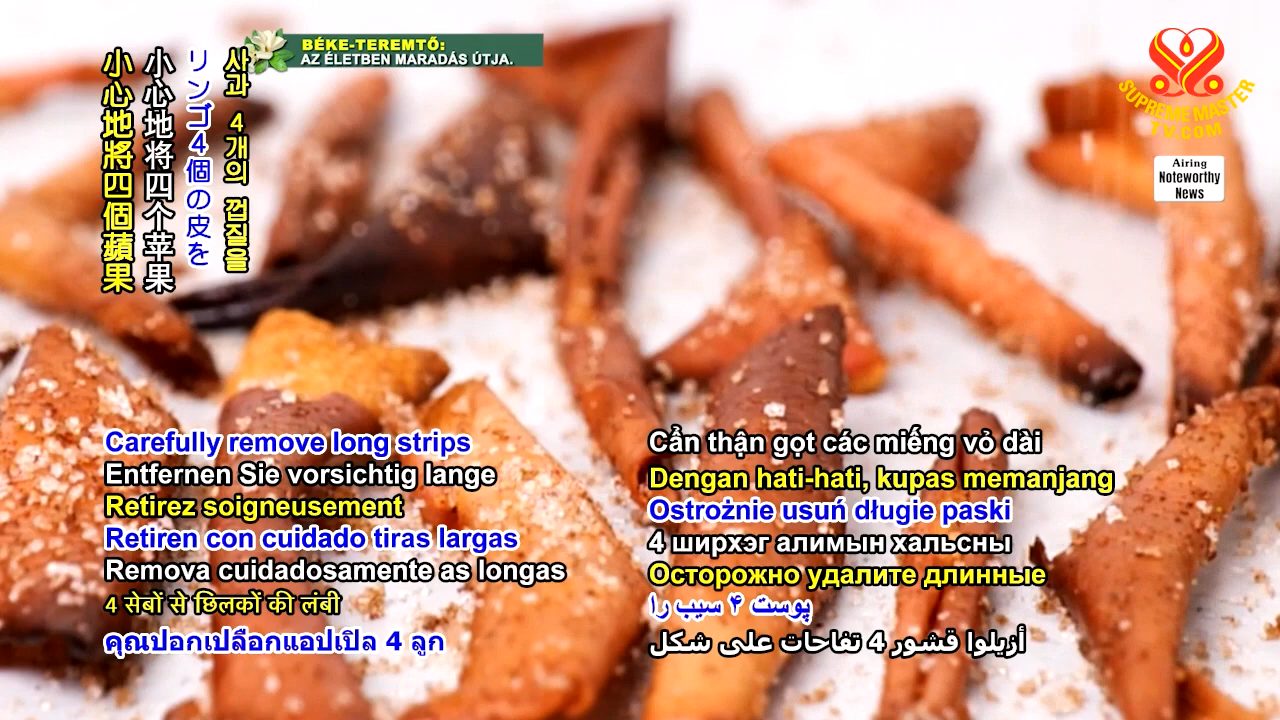 BÉKE-TEREMTŐ:
AZ ÉLETBEN MARADÁS ÚTJA.
SUPREME MASTER
TV.COM
Airing
Noteworthy
News
사과 4개의 껍질을
リンゴ4個の皮を
小心地将四个苹果
小心地將四個蘋果
Carefully remove long strips
Entfernen Sie vorsichtig lange
Retirez soigneusement
Retiren con cuidado tiras largas
Remova cuidadosamente as longas
4 सेबों से छिलकों की लंबी
คุณปอกเปลือกแอปเปิล 4 ลูก
Cẩn thận gọt các miếng vỏ dài
Dengan hati-hati, kupas memanjang
Ostrożnie usuń długie paski
4 ширхэг алимын хальсны
Осторожно удалите длинные
پوست ۴ سیب را
أزيلوا قشور 4 تفاحات على شكل